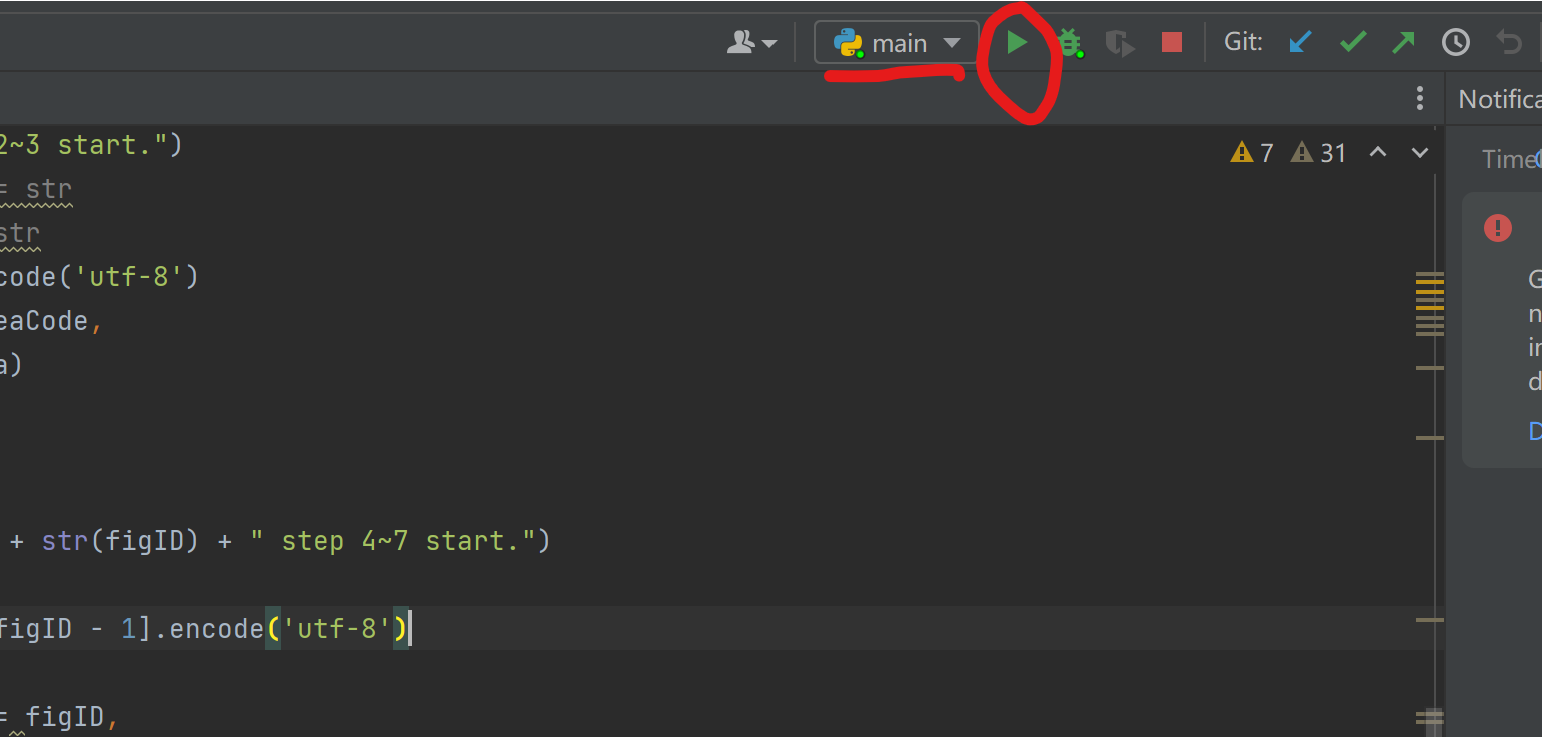 main Git:
Notifica
2~3 start.")
7 31
Time
= str
str
code('utf-8')
eaCode,
a)
+ str(figID) + " step 4~7 start.")
figID - 1].encode('utf-8')
= figID,